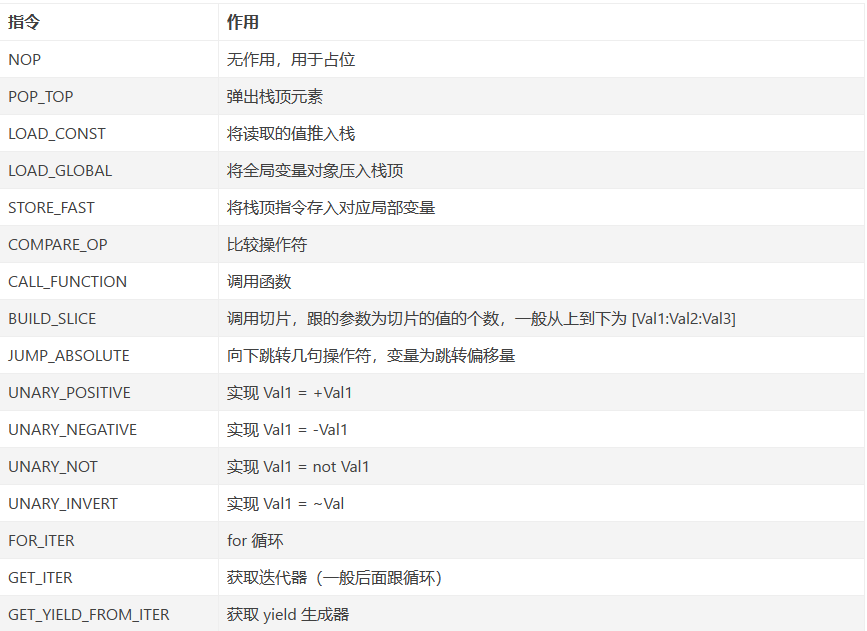 指令 作用
NOP 无作用，用于占位
POP_TOP 弹出栈顶元素
LOAD_CONST 将读取的值推入栈
LOAD_GLOBAL 将全局变量对象压入栈顶
STORE_FAST 将栈顶指令存入对应局部变量
COMPARE_OP 比较操作符
CALL_FUNCTION 调用函数
BUILD_SLICE 调用切片，跟的参数为切片的值的个数，一般从上到下为 [Val1:Val2:Val3]
JUMP_ABSOLUTE 向下跳转几句操作符，变量为跳转偏移量
UNARY_POSITIVE 实现 Val1 = +Val1
UNARY_NEGATIVE 实现 Val1 = -Val1
UNARY_NOT 实现 Val1 = not Val1
UNARY_INVERT 实现 Val1 = ~Val
FOR_ITER for 循环
GET_ITER 获取迭代器（一般后面跟循环）
GET_YIELD_FROM_ITER 获取 yield 生成器